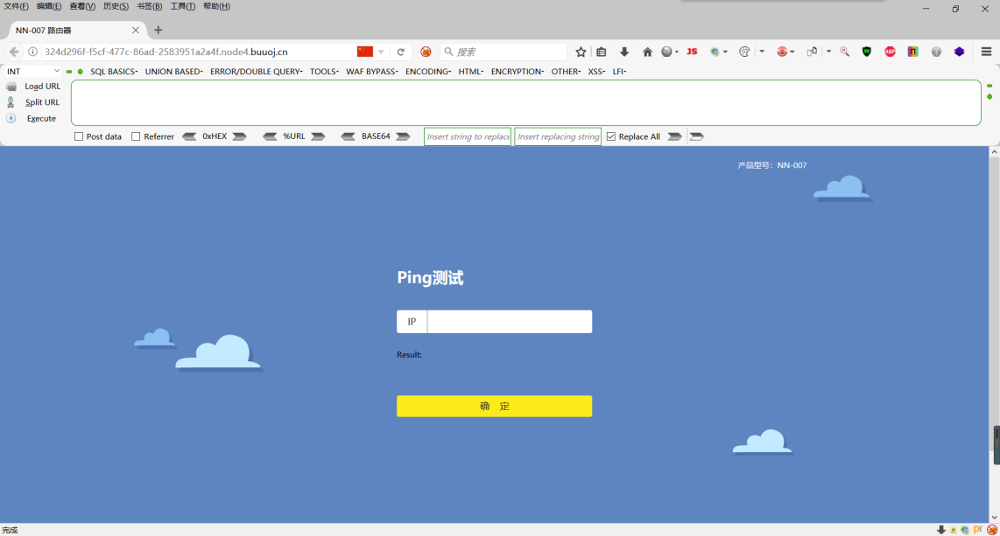 文件(F) 编辑(E) 查看(V) 历史(S) 书签(B) 工具(T) 帮助(H)
NN-007 路由器
324d296f-f5cf-477c-86ad-2583951a2a4f.node4.buuoj.cn
搜索
JS
ABP
INT
SQL BASICS
UNION BASED
ERROR/DOUBLE QUERY
TOOLS
WAF BYPASS
ENCODING
HTML
ENCRYPTION
OTHER
XSS
LFI
Load URL
Split URL
Execute
Post data
Referrer
0xHEX
%URL
BASE64
Insert string to replace
Insert replacing string
Replace All
产品型号：NN-007
Ping测试
IP
Result:
确 定
完成
pr